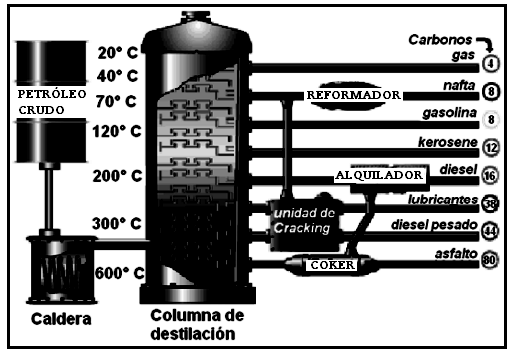 Carbonos
gas 4
20° C
40° C
70° C
120° C
200° C
300° C
600° C
PETRÓLEO
CRUDO
nafta 8
REFORMADOR
gasolina 8
kerosene 12
diesel 16
ALQUILADOR
lubricantes 38
unidad de
Cracking
diesel pesado 44
asfalto 80
COKER
Caldera
Columna de
destilación